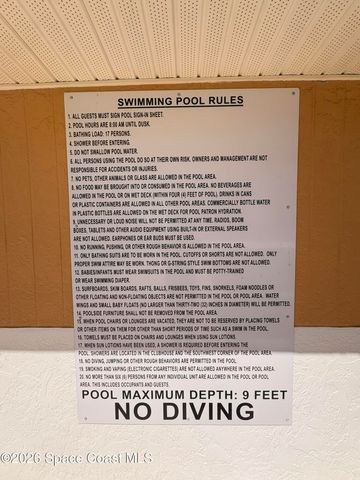 SWIMMING POOL RULES
1. ALL GUESTS MUST SIGN POOL SIGN-IN SHEET.
2. POOL HOURS ARE 8:00 AM UNTIL DUSK.
3. BATHING LOAD: 17 PERSONS.
4. SHOWER BEFORE ENTERING.
5. DO NOT SWALLOW POOL WATER.
6. ALL PERSONS USING THE POOL DO SO AT THEIR OWN RISK. OWNERS AND MANAGEMENT ARE NOT
RESPONSIBLE FOR ACCIDENTS OR INJURIES.
7. NO PETS, OTHER ANIMALS OR GLASS ARE ALLOWED IN THE POOL AREA.
8. NO FOOD MAY BE BROUGHT INTO OR CONSUMED IN THE POOL AREA. NO BEVERAGES ARE
ALLOWED IN THE POOL OR ON WET DECK (WITHIN FOUR (4) FEET OF POOL). DRINKS IN CANS
OR PLASTIC CONTAINERS ARE ALLOWED IN ALL OTHER POOL AREAS. COMMERCIALLY BOTTLE WATER
IN PLASTIC BOTTLES ARE ALLOWED ON THE WET DECK FOR POOL PATRON HYDRATION.
9. UNNECESSARY OR LOUD NOISE WILL NOT BE PERMITTED AT ANY TIME, RADIOS, BOOM
BOXES, TABLETS AND OTHER AUDIO EQUIPMENT USING BUILT-IN OR EXTERNAL SPEAKERS
ARE NOT ALLOWED. EARPHONES OR EAR BUDS MUST BE USED.
10. NO RUNNING, PUSHING, OR OTHER ROUGH BEHAVIOR IS ALLOWED IN THE POOL AREA.
11. ONLY BATHING SUITS ARE TO BE WORN IN THE POOL. CUTOFFS OR SHORTS ARE NOT ALLOWED. ONLY
PROPER SWIM ATTIRE MAY BE WORN. THONG OR G-STRING STYLE SWIM BOTTOMS ARE NOT ALLOWED.
12. BABIES/INFANTS MUST WEAR SWIMSUITS IN THE POOL AND MUST BE POTTY-TRAINED
OR WEAR SWIMMING DIAPER.
13. SURFBOARDS, SWIM BOARDS, RAFTS, BALLS, FRISBEES, TOYS, FINS, SNORKELS, FOAM NOODLES OR
OTHER FLOATING AND NON-FLOATING OBJECTS ARE NOT PERMITTED IN THE POOL OR POOL AREA. WATER
WINGS AND SMALL BABY FLOATS (NO LARGER THAN THIRTY-TWO (32) INCHES IN DIAMETER) WILL BE PERMITTED.
14. POOLSIDE FURNITURE SHALL NOT BE REMOVED FROM THE POOL AREA.
15. WHEN POOL CHAIRS OR LOUNGES ARE VACATED, THEY ARE NOT TO BE RESERVED BY PLACING TOWELS
OR OTHER ITEMS ON THEM FOR OTHER THAN SHORT PERIODS OF TIME SUCH AS A SWIM IN THE POOL.
16. TOWELS MUST BE PLACED ON CHAIRS AND LOUNGES WHEN USING SUN LOTIONS.
17. WHEN SUN LOTIONS HAVE BEEN USED, A SHOWER IS REQUIRED BEFORE ENTERING THE
POOL. SHOWERS ARE LOCATED IN THE CLUBHOUSE AND THE SOUTHWEST CORNER OF THE POOL AREA.
18. NO DIVING, JUMPING OR OTHER ROUGH BEHAVIORS ARE PERMITTED IN THE POOL.
19. SMOKING AND VAPING (ELECTRONIC CIGARETTES) ARE NOT ALLOWED ANYWHERE IN THE POOL AREA.
20. NO MORE THAN SIX (6) PERSONS FROM ANY INDIVIDUAL UNIT ARE ALLOWED IN THE POOL OR POOL
AREA. THIS INCLUDES OCCUPANTS AND GUESTS.
POOL MAXIMUM DEPTH: 9 FEET
NO DIVING
©2026 Space Coast MLS